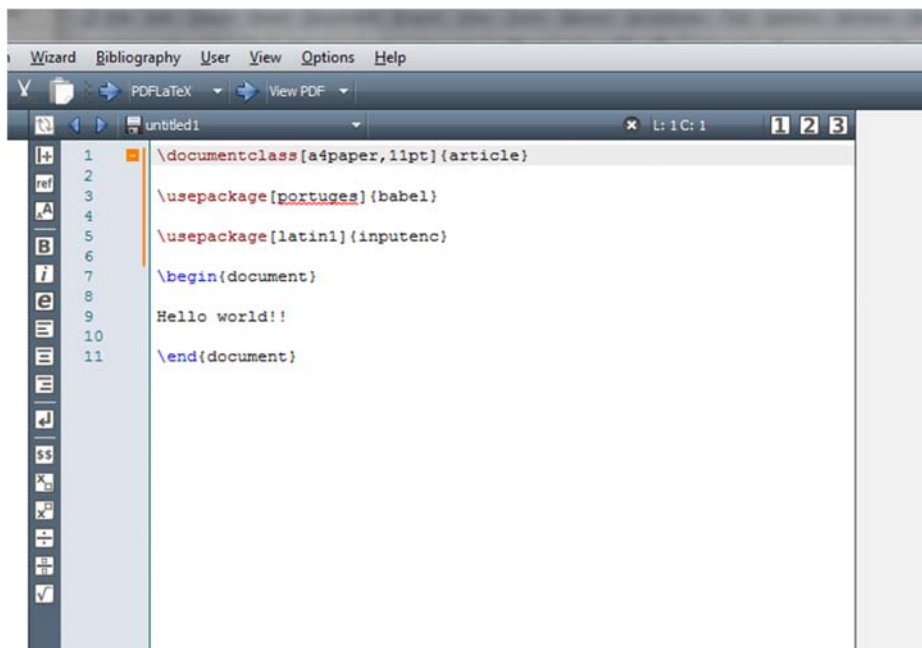 Wizard Bibliography User View Options Help
PDFLaTeX View PDF
untitled1 L: 1 C: 1 1 2 3
1 \documentclass[a4paper,11pt]{article}
2
3 \usepackage[portuges]{babel}
4
5 \usepackage[latin1]{inputenc}
6
7 \begin{document}
8
9 Hello world!!
10
11 \end{document}
ref
A A
B
i
e
$$
x
x